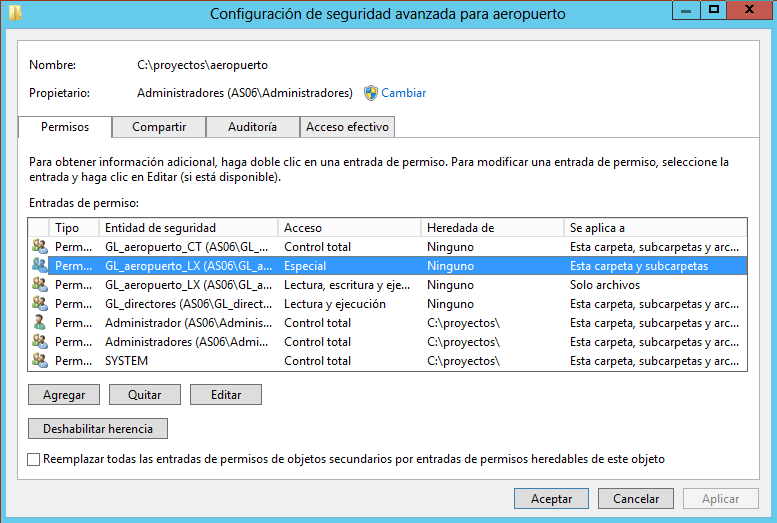 Configuración de seguridad avanzada para aeropuerto
Nombre: C:\proyectos\aeropuerto
Propietario: Administradores (AS06\Administradores) Cambiar
Permisos Compartir Auditoría Acceso efectivo
Para obtener información adicional, haga doble clic en una entrada de permiso. Para modificar una entrada de permiso, seleccione la
entrada y haga clic en Editar (si está disponible).
Entradas de permiso:
Tipo Entidad de seguridad Acceso Heredada de Se aplica a
Perm... GL_aeropuerto_CT (AS06\GL_... Control total Ninguno Esta carpeta, subcarpetas y arc...
Perm... GL_aeropuerto_LX (AS06\GL_a... Especial Ninguno Esta carpeta y subcarpetas
Perm... GL_aeropuerto_LX (AS06\GL_a... Lectura, escritura y eje... Ninguno Solo archivos
Perm... GL_directores (AS06\GL_direct... Lectura y ejecución Ninguno Esta carpeta, subcarpetas y arc...
Perm... Administrador (AS06\Adminis... Control total C:\proyectos\ Esta carpeta, subcarpetas y arc...
Perm... Administradores (AS06\Admi... Control total C:\proyectos\ Esta carpeta, subcarpetas y arc...
Perm... SYSTEM Control total C:\proyectos\ Esta carpeta, subcarpetas y arc...
Agregar Quitar Editar
Deshabilitar herencia
Reemplazar todas las entradas de permisos de objetos secundarios por entradas de permisos heredables de este objeto
Aceptar Cancelar Aplicar